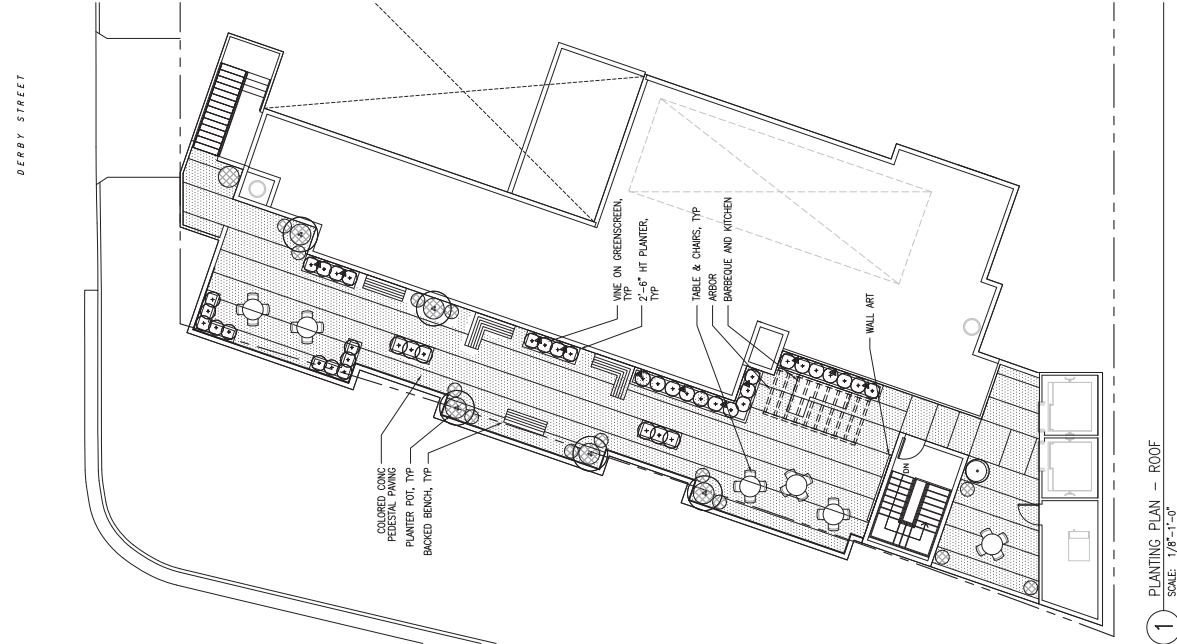 DERBY STREET
VINE ON GREENSCREEN,
TYP
2'-6" HT PLANTER,
TYP
TABLE & CHAIRS, TYP
ARBOR
BARBEQUE AND KITCHEN
WALL ART
COLORED CONC
PEDESTAL PAVING
PLANTER POT, TYP
BACKED BENCH, TYP
DN
1
PLANTING PLAN - ROOF
SCALE: 1/8"-1'-0"